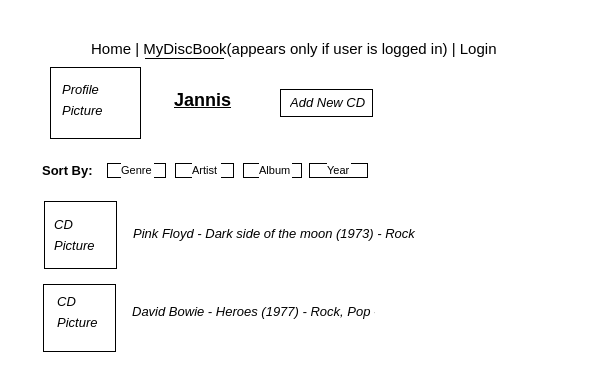 Home | MyDiscBook(appears only if user is logged in) | Login
Profile
Picture
Jannis
Add New CD
Sort By: Genre Artist Album Year
CD
Picture
Pink Floyd - Dark side of the moon (1973) - Rock
CD
Picture
David Bowie - Heroes (1977) - Rock, Pop